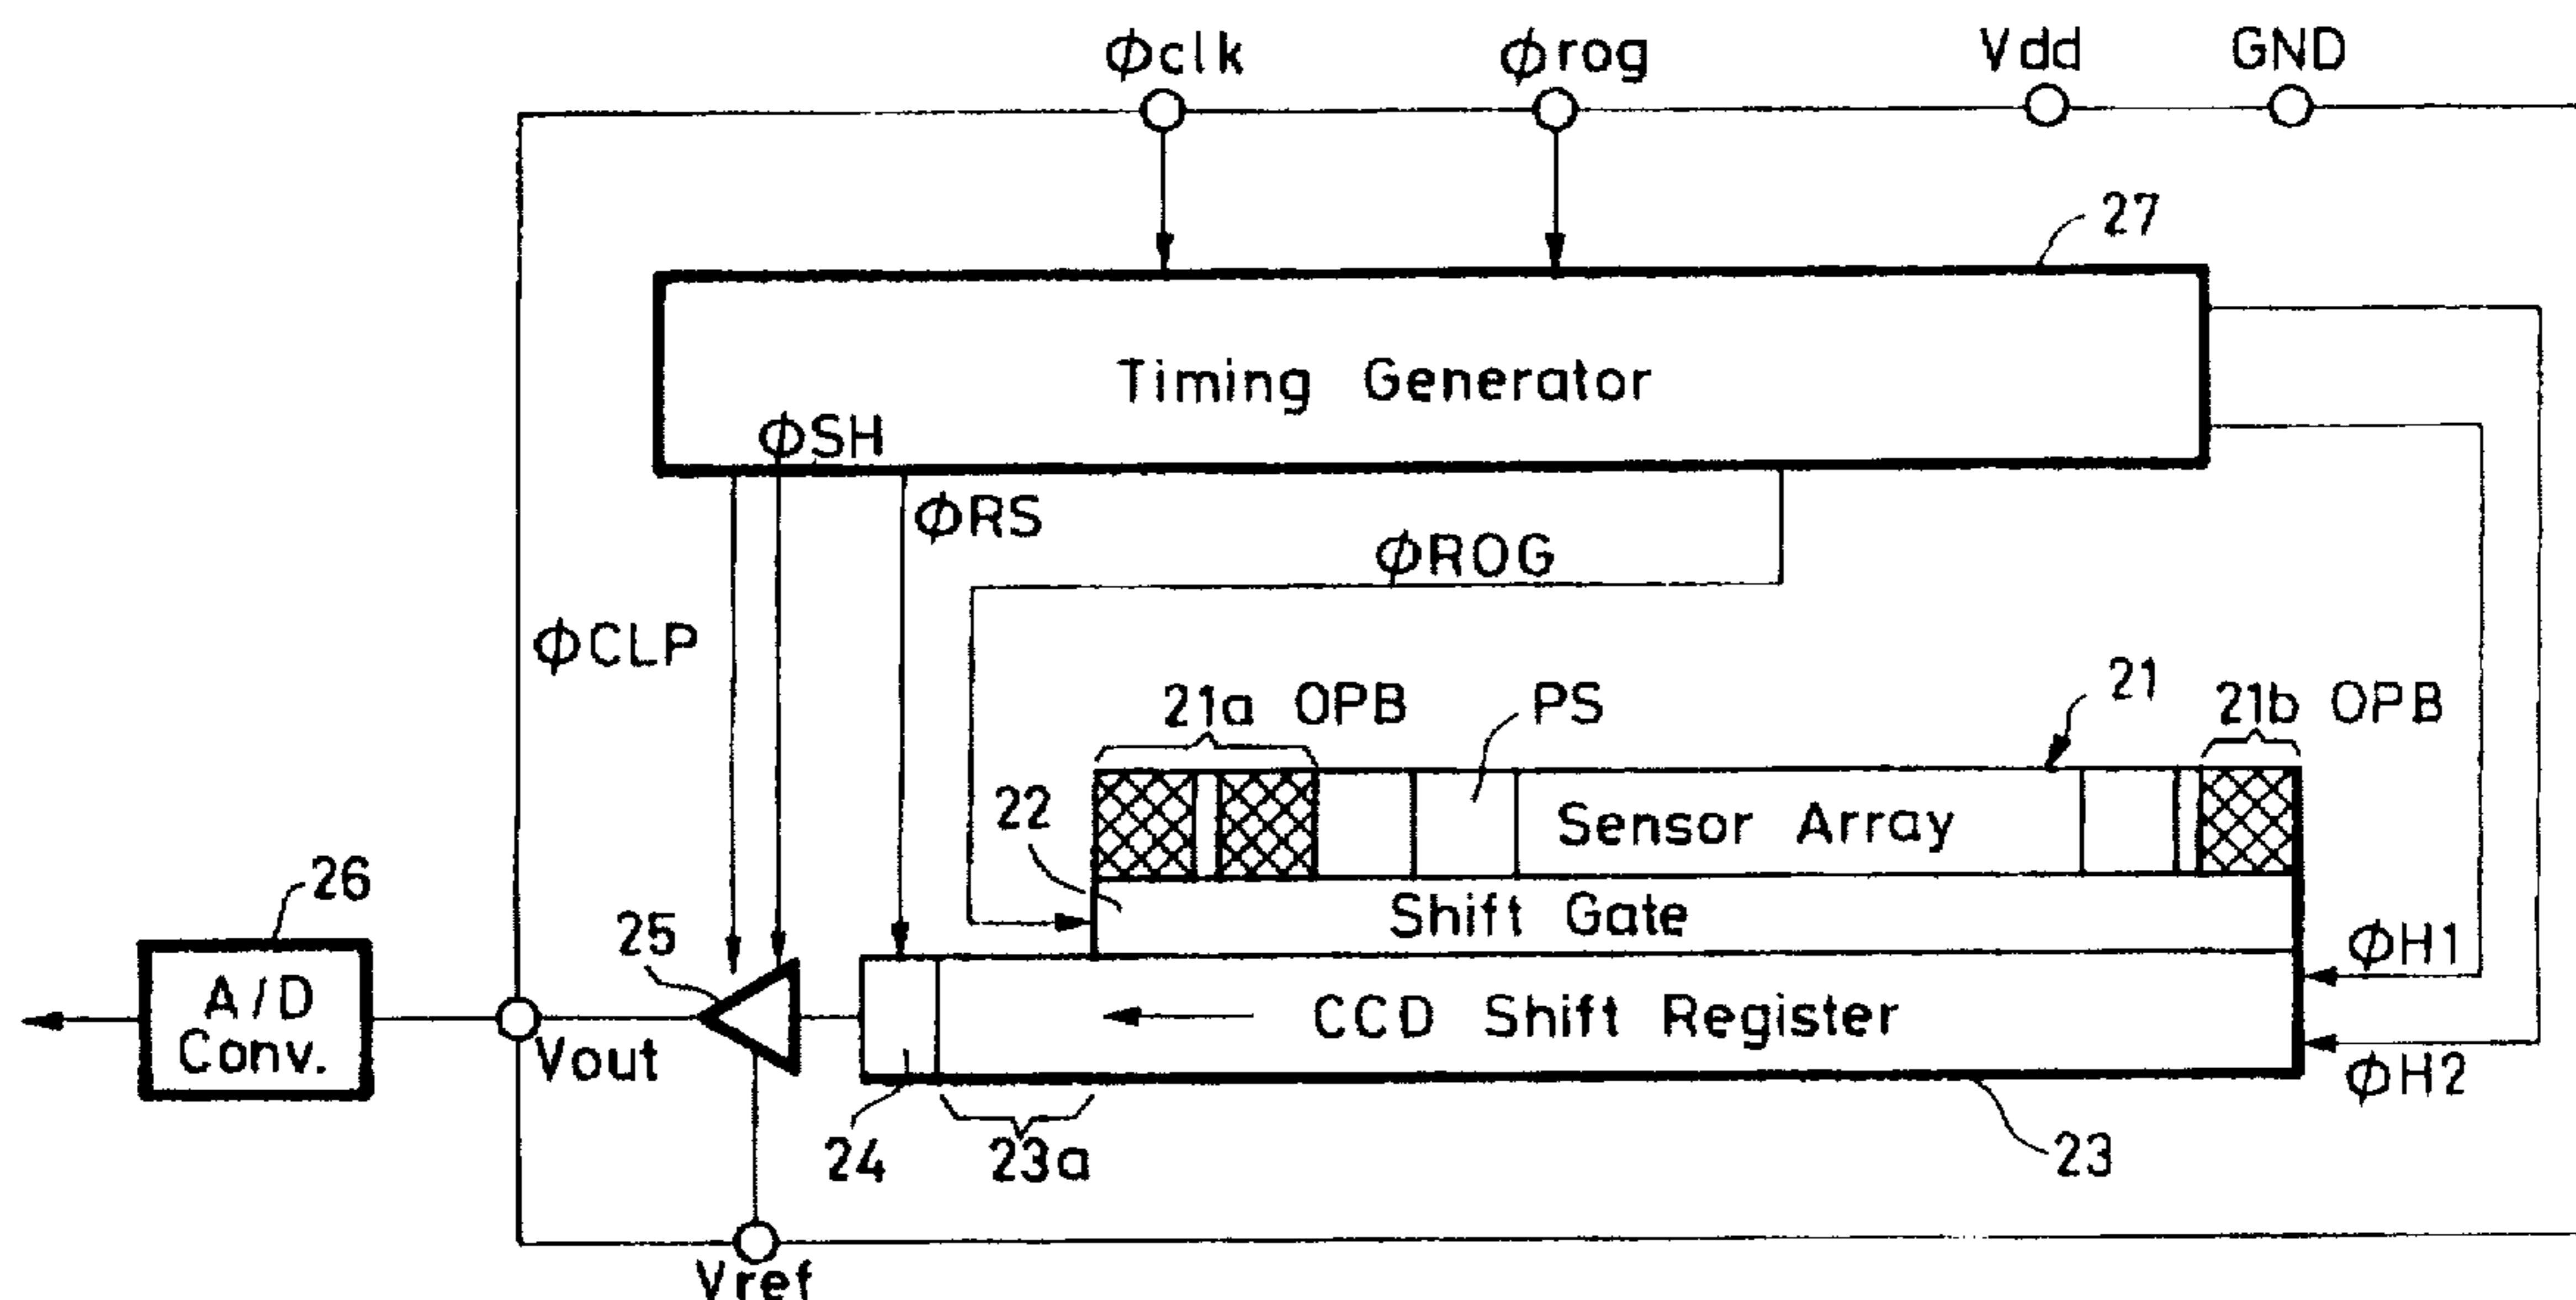 ϕclk
ϕrog
Vdd
GND
27
Timing Generator
ϕSH
ϕRS
ϕROG
ϕCLP
21a OPB
PS
21
21b OPB
22
Sensor Array
26
25
Shift Gate
ϕH1
A/D
Conv.
Vout
CCD Shift Register
ϕH2
24
23a
23
Vref